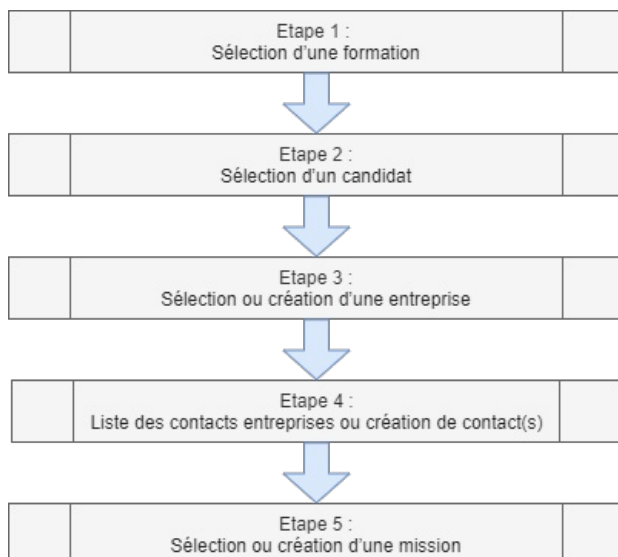 Etape 1 :
Sélection d'une formation
Etape 2 :
Sélection d'un candidat
Etape 3 :
Sélection ou création d'une entreprise
Etape 4 :
Liste des contacts entreprises ou création de contact(s)
Etape 5 :
Sélection ou création d'une mission